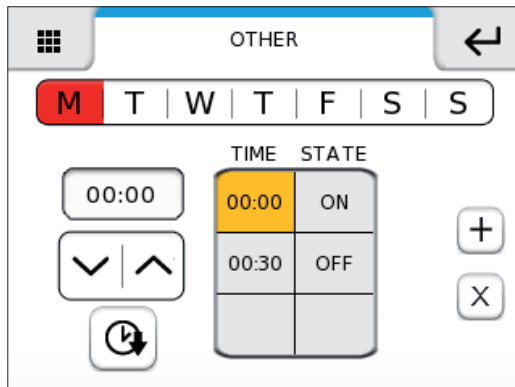 OTHER
M T W T F S S
TIME STATE
00:00 00:00 ON
00:30 OFF
+
X